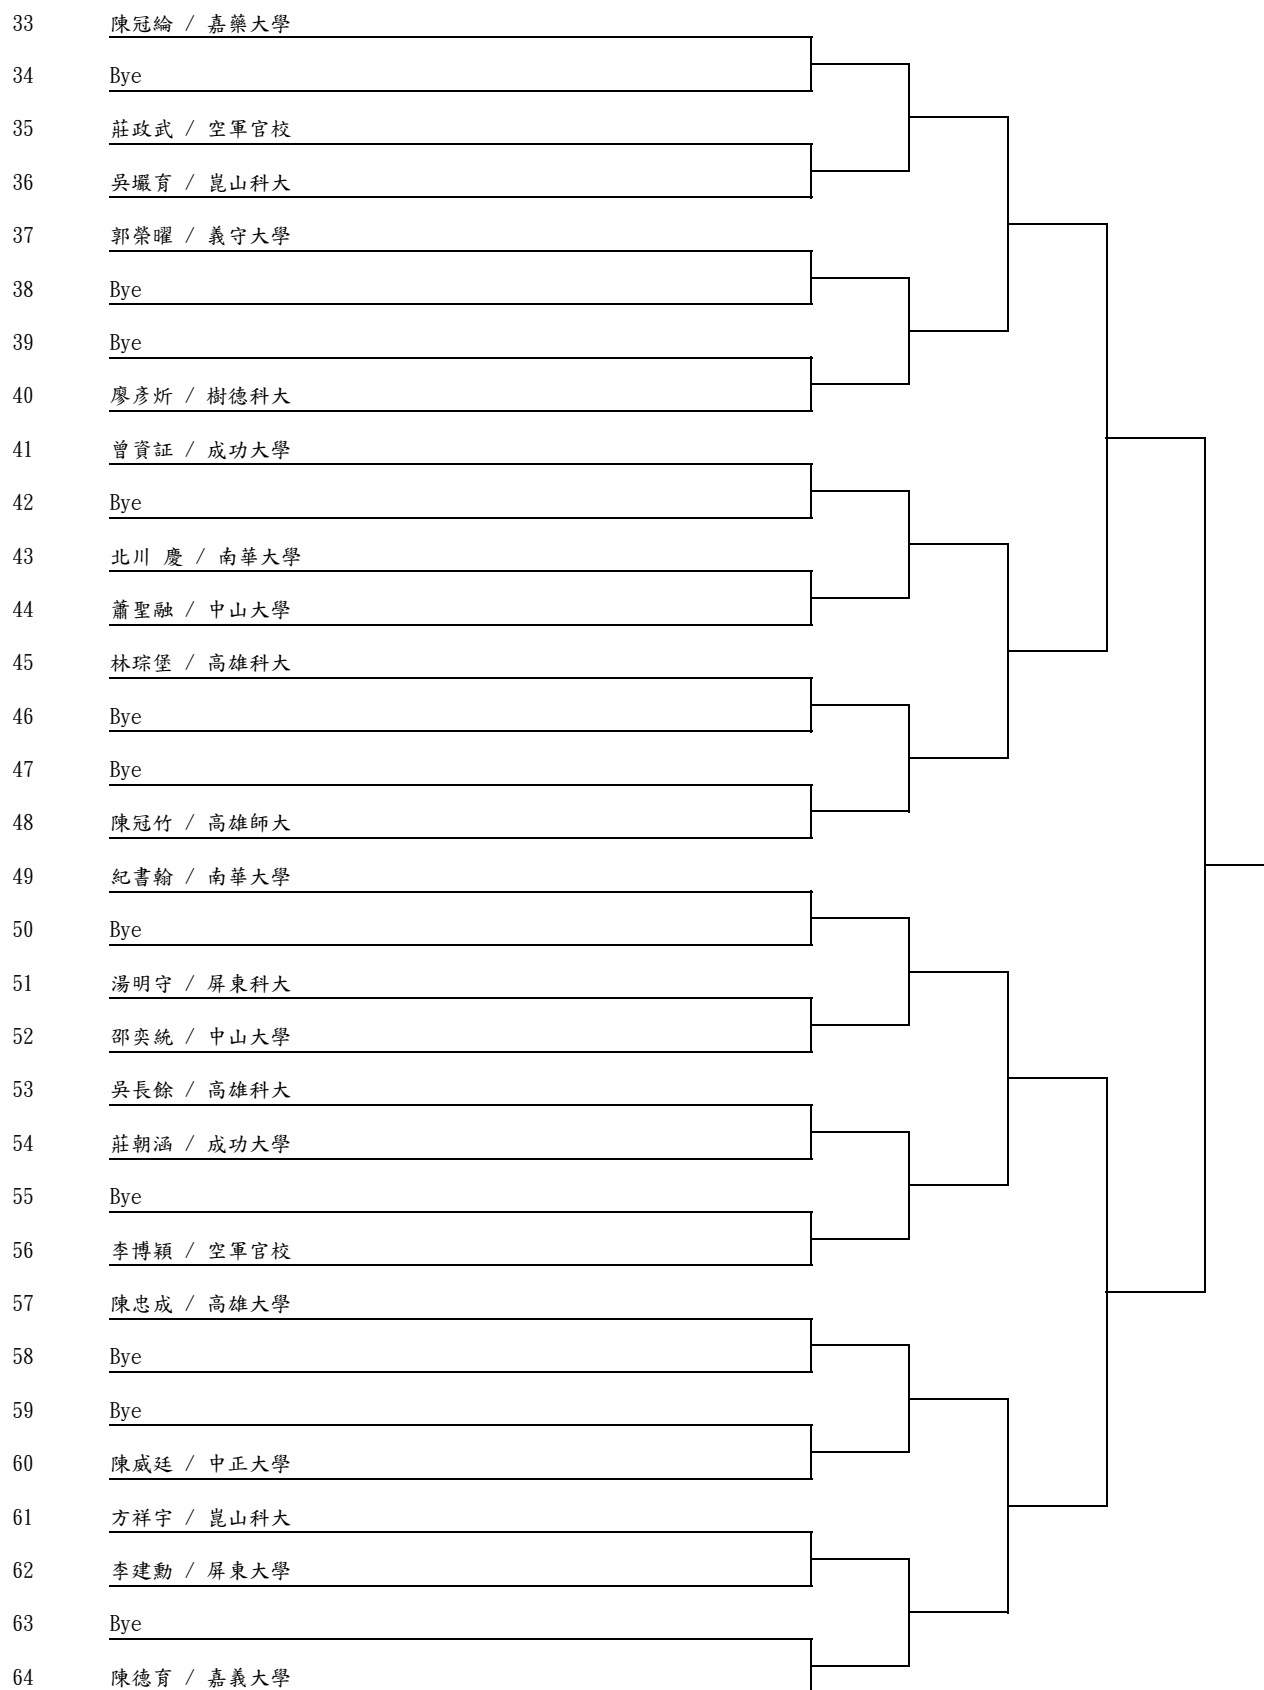 33 陳冠綸 / 嘉藥大學
34 Bye
35 莊政武 / 空軍官校
36 吳㘚育 / 崑山科大
37 郭榮曜 / 義守大學
38 Bye
39 Bye
40 廖彥炘 / 樹德科大
41 曾資証 / 成功大學
42 Bye
43 北川 慶 / 南華大學
44 蕭聖融 / 中山大學
45 林琮堡 / 高雄科大
46 Bye
47 Bye
48 陳冠竹 / 高雄師大
49 紀書翰 / 南華大學
50 Bye
51 湯明守 / 屏東科大
52 邵奕統 / 中山大學
53 吳長餘 / 高雄科大
54 莊朝涵 / 成功大學
55 Bye
56 李博穎 / 空軍官校
57 陳忠成 / 高雄大學
58 Bye
59 Bye
60 陳威廷 / 中正大學
61 方祥宇 / 崑山科大
62 李建勳 / 屏東大學
63 Bye
64 陳德育 / 嘉義大學